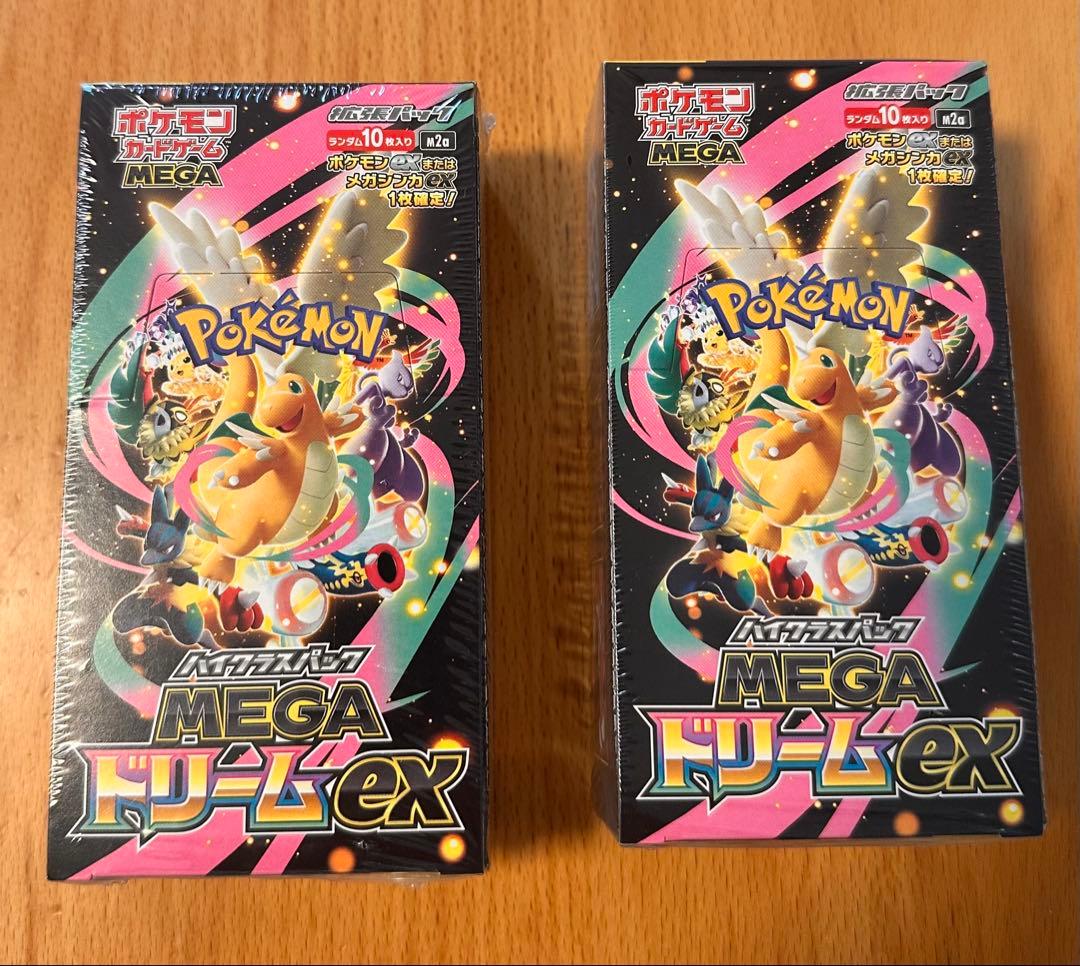 ポケモン
カードゲーム
MEGA
拡張パック
ランダム10枚入り M2a
ポケモンexまたは
メガシンカex
1枚確定!
POKéMON
TM
ハイクラスパック
MEGA
ドリームex
ポケモン
カードゲーム
MEGA
拡張パック
ランダム10枚入り M2a
ポケモンexまたは
メガシンカex
1枚確定!
POKéMON
TM
ハイクラスパック
MEGA
ドリームex